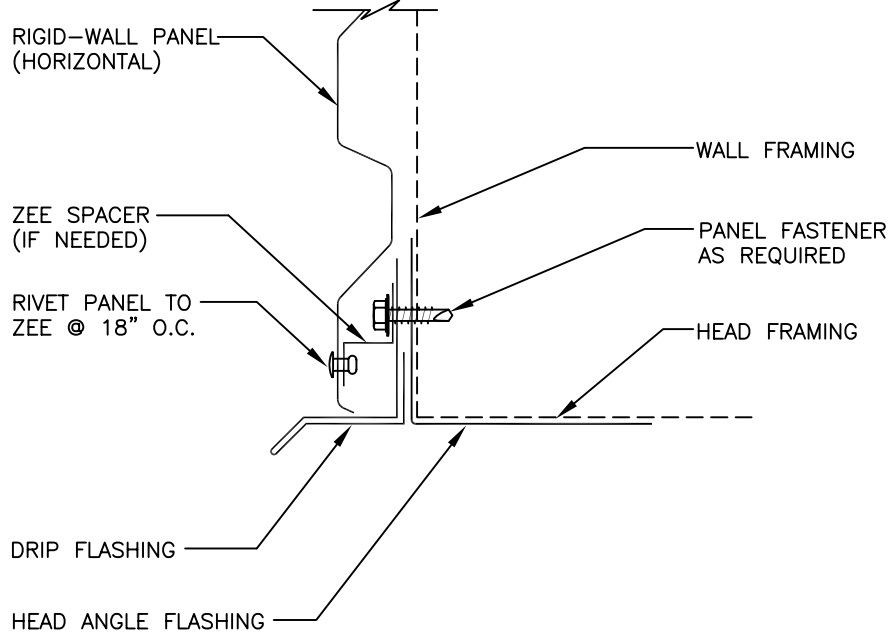 RIGID-WALL PANEL
(HORIZONTAL)
WALL FRAMING
ZEE SPACER
(IF NEEDED)
PANEL FASTENER
AS REQUIRED
RIVET PANEL TO
ZEE @ 18" O.C.
HEAD FRAMING
DRIP FLASHING
HEAD ANGLE FLASHING